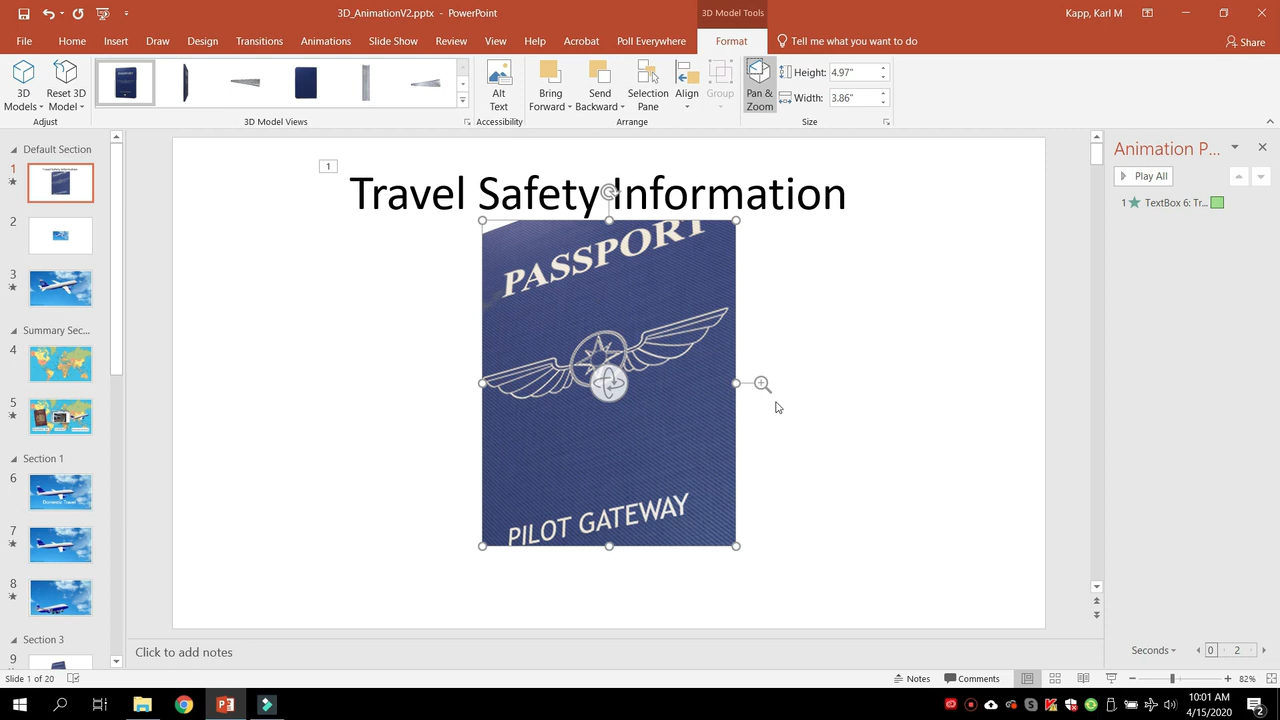 3D_AnimationV2.pptx - PowerPoint
3D Model Tools
Kapp, Karl M
File Home Insert Draw Design Transitions Animations Slide Show Review View Help Acrobat Poll Everywhere Format Tell me what you want to do Share
3D Models
Reset 3D Model
Adjust
3D Model Views
Alt Text
Accessibility
Bring Forward
Send Backward
Selection Pane
Align
Group
Arrange
Pan & Zoom
Height: 4.97"
Width: 3.86"
Size
Default Section
1
2
3
Summary Sec...
4
5
Section 1
6
Domestic Travel
7
8
Section 3
9
1
Travel Safety Information
PASSPORT
PILOT GATEWAY
Click to add notes
Animation P...
Play All
1 TextBox 6: Tr...
Seconds 0 2
Slide 1 of 20
Notes Comments 82%
10:01 AM
4/15/2020
2